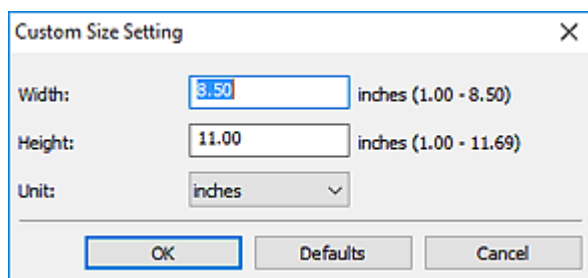 Custom Size Setting
Width: 8.50 inches (1.00 - 8.50)
Height: 11.00 inches (1.00 - 11.69)
Unit: inches
OK Defaults Cancel